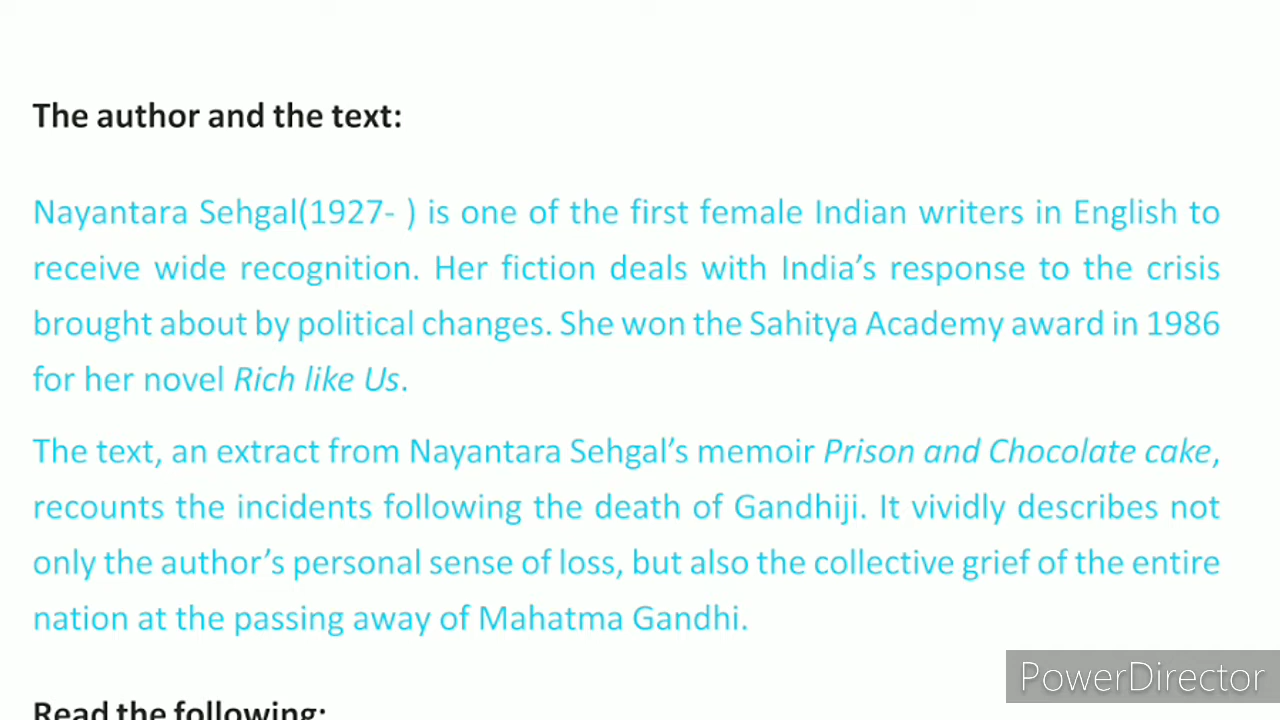 The author and the text:
Nayantara Sehgal(1927- ) is one of the first female Indian writers in English to
receive wide recognition. Her fiction deals with India’s response to the crisis
brought about by political changes. She won the Sahitya Academy award in 1986
for her novel Rich like Us.
The text, an extract from Nayantara Sehgal’s memoir Prison and Chocolate cake,
recounts the incidents following the death of Gandhiji. It vividly describes not
only the author’s personal sense of loss, but also the collective grief of the entire
nation at the passing away of Mahatma Gandhi.
PowerDirector
Read the following: